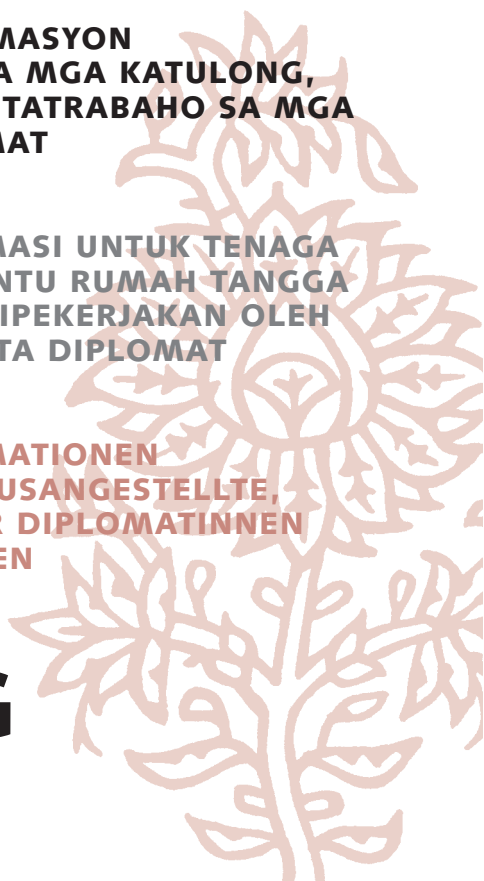 MASYON
A MGA KATULONG,
TATRABAHO SA MGA
MAT
MASI UNTUK TENAGA
NTU RUMAH TANGGA
IPEKERJAKAN OLEH
TA DIPLOMAT
MATIONEN
USANGESTELLTE,
R DIPLOMATINNEN
EN
G